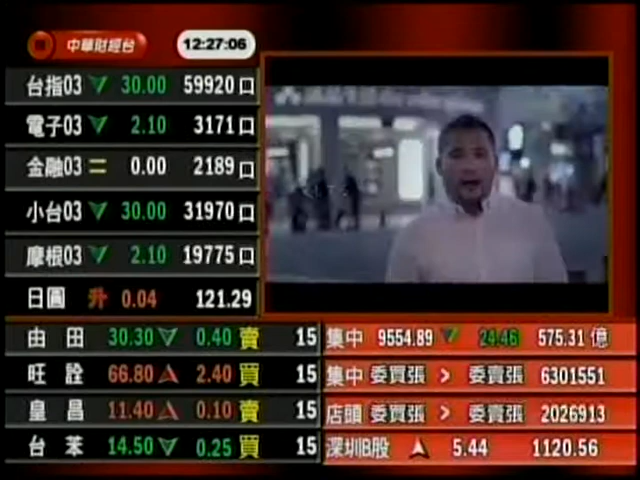 中華財經台 12:27:06
台指03 30.00 59920口
電子03 2.10 3171口
金融03 = 0.00 2189口
小台03 30.00 31970口
摩根03 2.10 19775口
日圓 升 0.04 121.29
由田 30.30 0.40 賣 15
旺詮 66.80 2.40 買 15
皇昌 11.40 0.10 賣 15
台苯 14.50 0.25 買 15
集中 9554.89 24.46 575.31 億
集中 委買張 > 委賣張 6301551
店頭 委買張 > 委賣張 2026913
深圳B股 5.44 1120.56